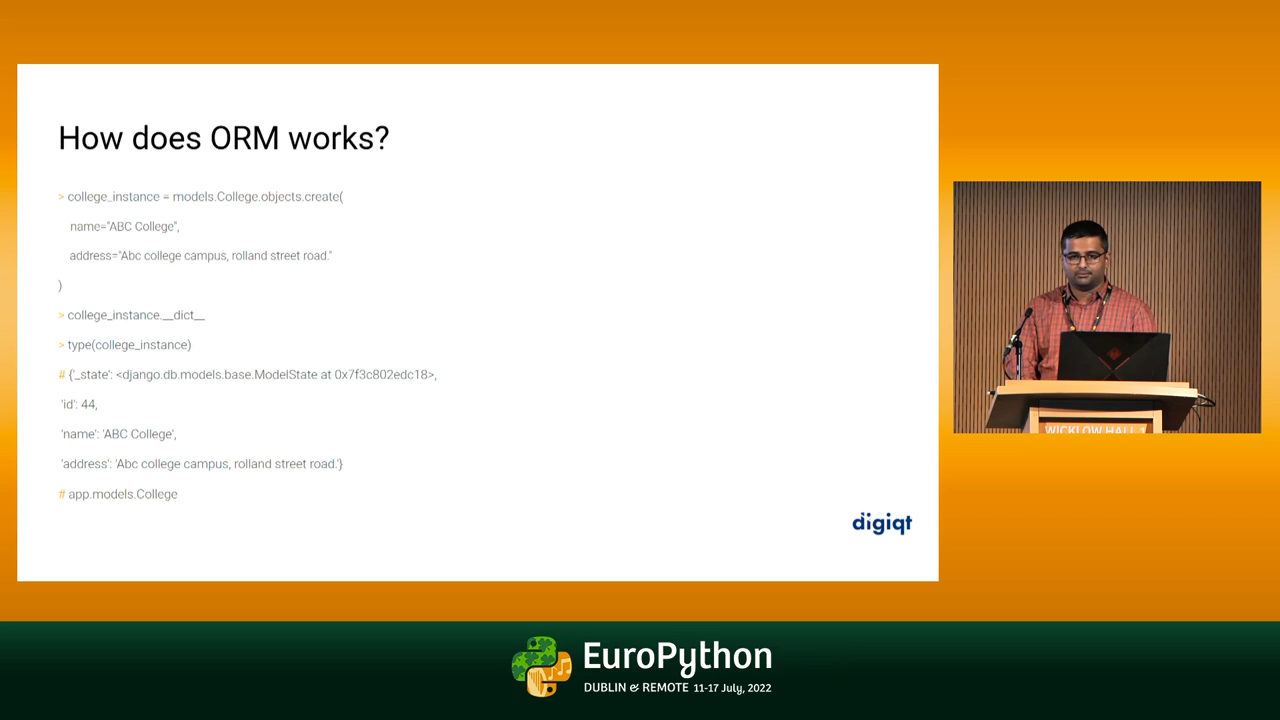 How does ORM works?
> college_instance = models.College.objects.create(
name="ABC College",
address="Abc college campus, rolland street road."
)
> college_instance.__dict__
> type(college_instance)
# {'_state': <django.db.models.base.ModelState at 0x7f3c802edc18>,
'id': 44,
'name': 'ABC College',
'address': 'Abc college campus, rolland street road.'}
# app.models.College
digiqt
WICKLOW HALL 1
EuroPython
DUBLIN & REMOTE 11-17 July, 2022